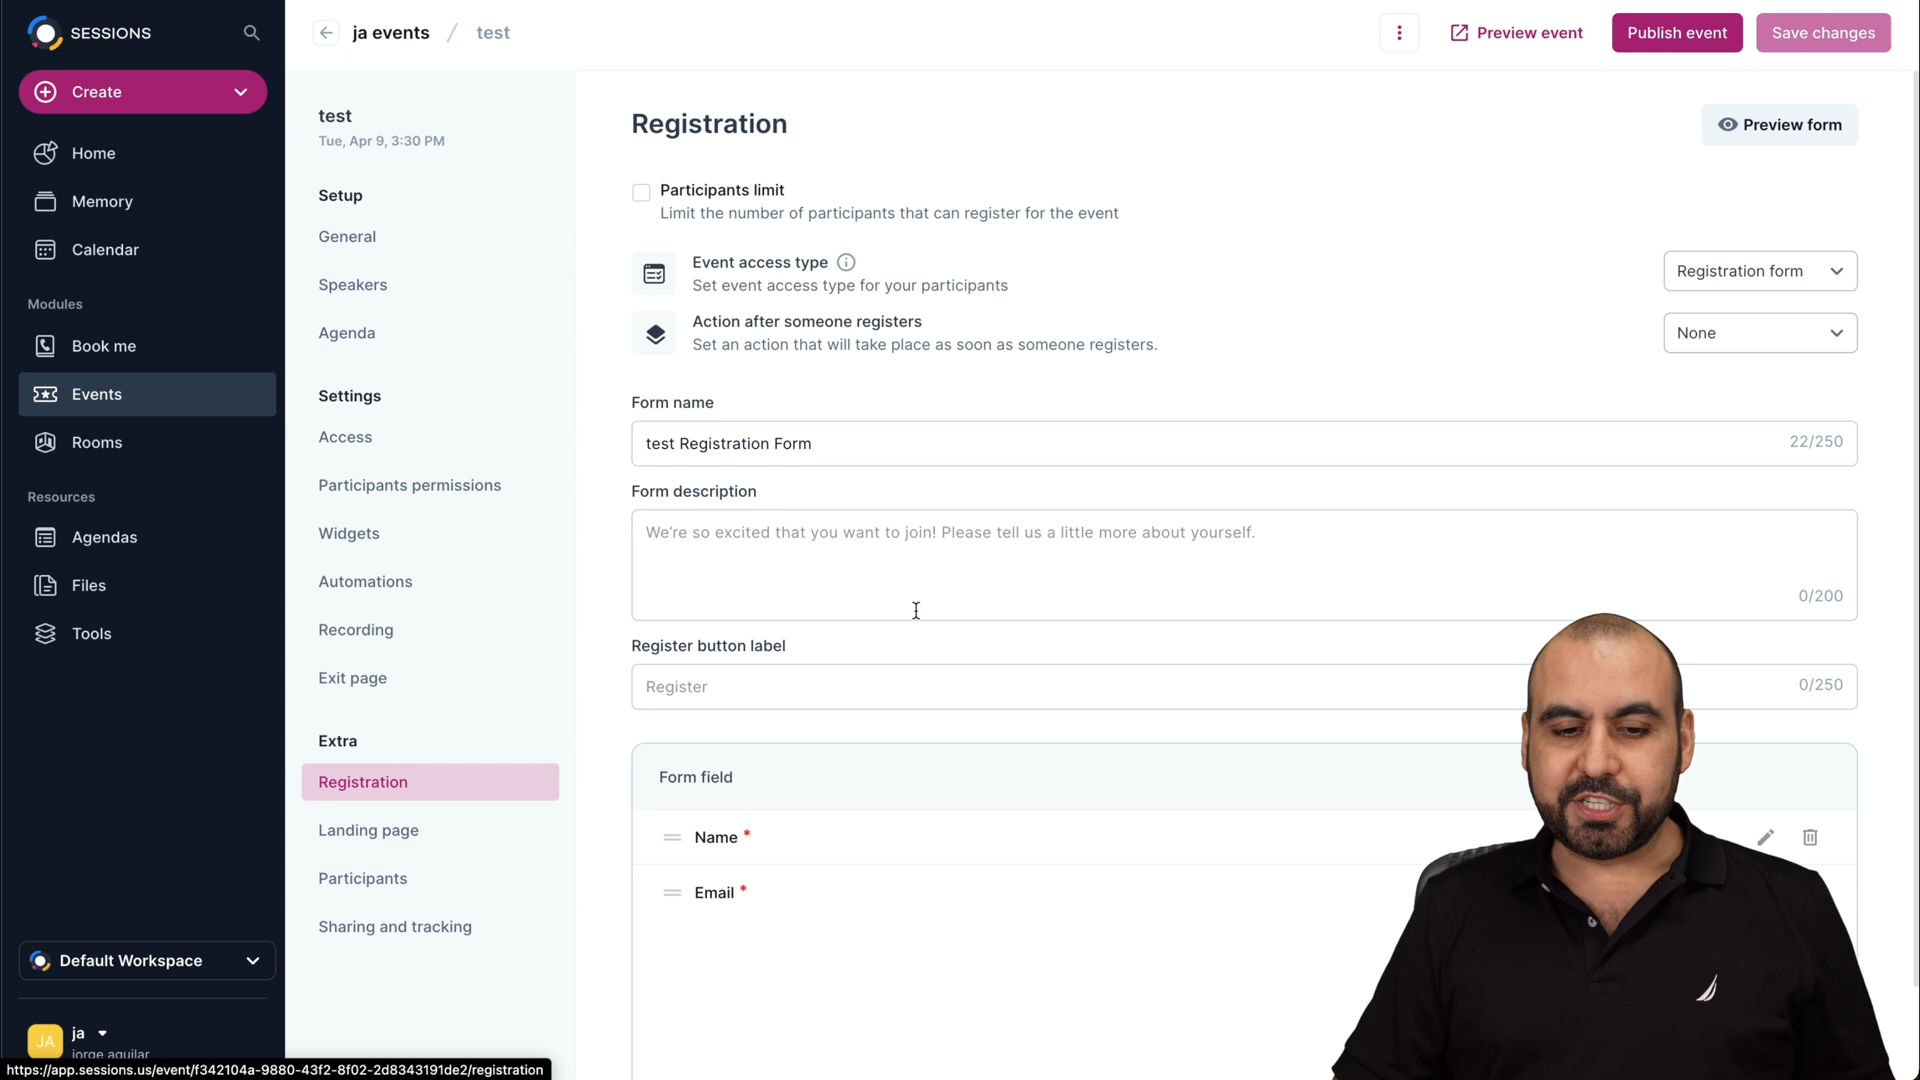 SESSIONS
Create
Home
Memory
Calendar
Modules
Book me
Events
Rooms
Resources
Agendas
Files
Tools
Default Workspace
JA
ja
jorge aguilar
https://app.sessions.us/event/f342104a-9880-43f2-8f02-2d8343191de2/registration
ja events / test
Preview event
Publish event
Save changes
test
Tue, Apr 9, 3:30 PM
Setup
General
Speakers
Agenda
Settings
Access
Participants permissions
Widgets
Automations
Recording
Exit page
Extra
Registration
Landing page
Participants
Sharing and tracking
Registration
Preview form
Participants limit
Limit the number of participants that can register for the event
Event access type
Set event access type for your participants
Registration form
Action after someone registers
Set an action that will take place as soon as someone registers.
None
Form name
test Registration Form
22/250
Form description
We're so excited that you want to join! Please tell us a little more about yourself.
0/200
Register button label
Register
0/250
Form field
Name *
Email *